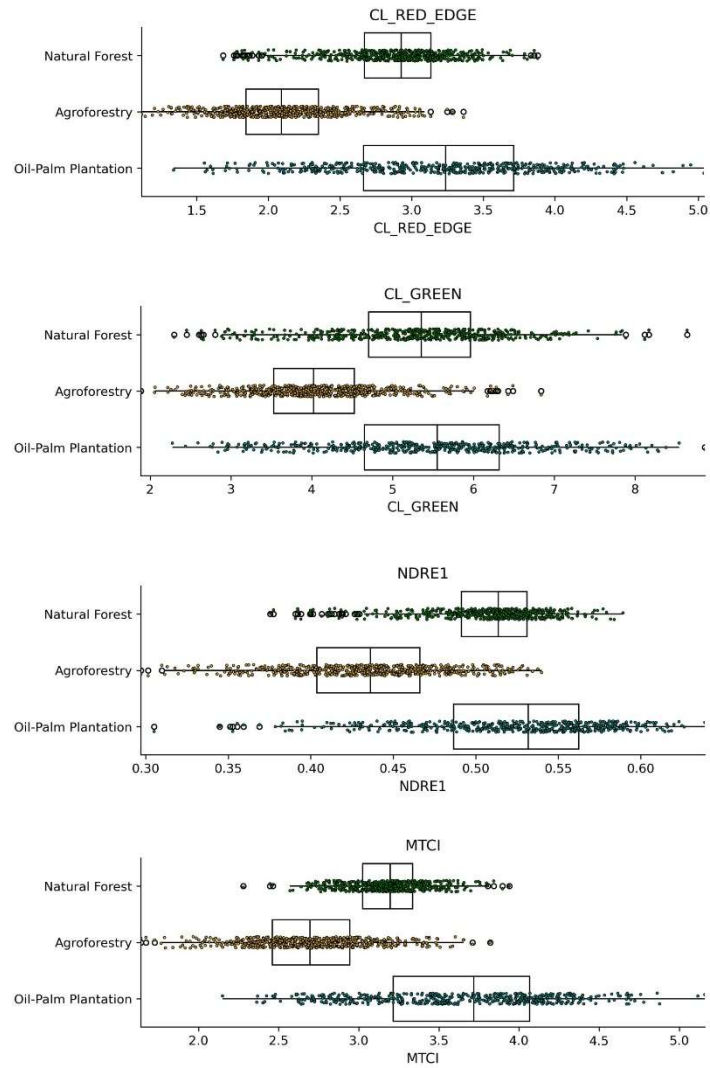 CL_RED_EDGE
Natural Forest
Agroforestry
Oil-Palm Plantation
1.5 2.0 2.5 3.0 3.5 4.0 4.5 5.0
CL_RED_EDGE
CL_GREEN
Natural Forest
Agroforestry
Oil-Palm Plantation
2 3 4 5 6 7 8
CL_GREEN
NDRE1
Natural Forest
Agroforestry
Oil-Palm Plantation
0.30 0.35 0.40 0.45 0.50 0.55 0.60
NDRE1
MTCI
Natural Forest
Agroforestry
Oil-Palm Plantation
2.0 2.5 3.0 3.5 4.0 4.5 5.0
MTCI